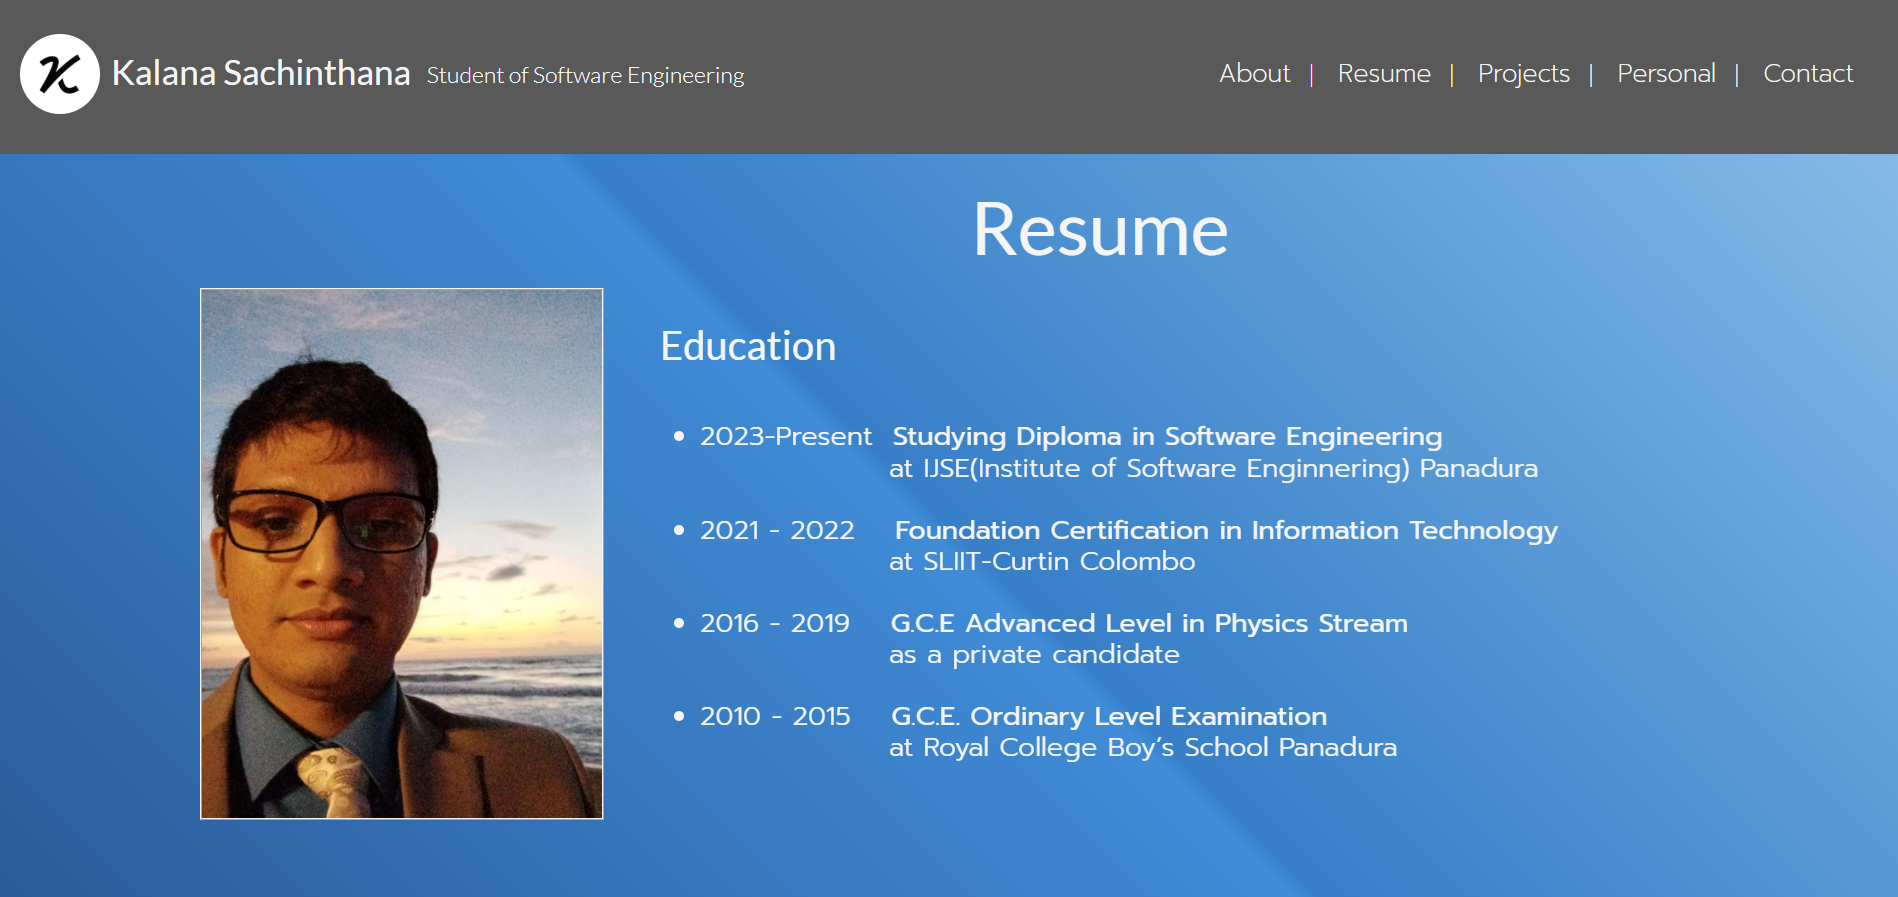 K Kalana Sachinthana Student of Software Engineering About | Resume | Projects | Personal | Contact
Resume
Education
• 2023-Present Studying Diploma in Software Engineering
at IJSE(Institute of Software Enginnering) Panadura
• 2021 - 2022 Foundation Certification in Information Technology
at SLIIT-Curtin Colombo
• 2016 - 2019 G.C.E Advanced Level in Physics Stream
as a private candidate
• 2010 - 2015 G.C.E. Ordinary Level Examination
at Royal College Boy’s School Panadura